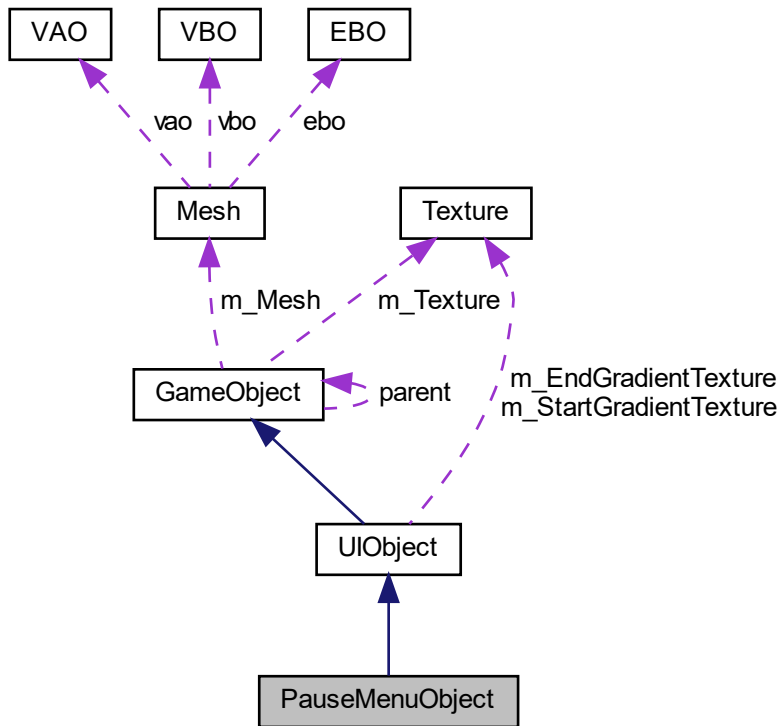 VAO
VBO
EBO
vao
vbo
ebo
Mesh
Texture
m_Mesh
m_Texture
GameObject
parent
m_EndGradientTexture
m_StartGradientTexture
UIObject
PauseMenuObject